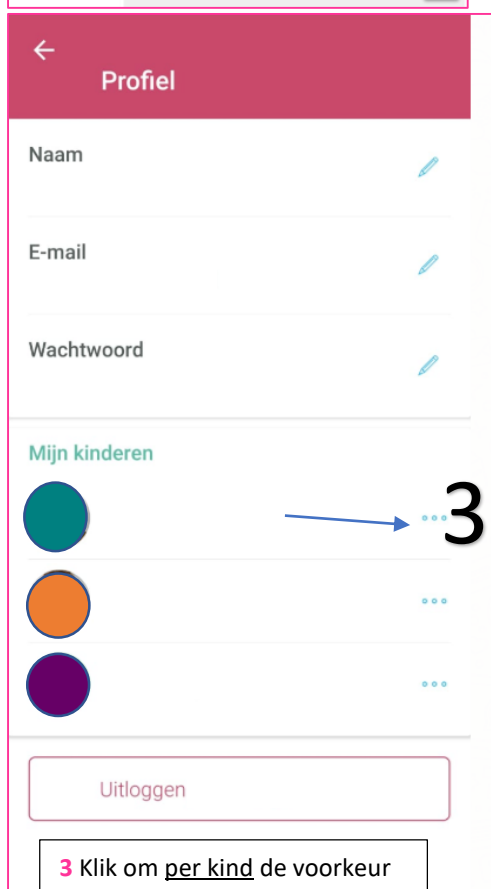 Profiel
Naam
E-mail
Wachtwoord
Mijn kinderen
3
Uitloggen
3 Klik om per kind de voorkeur